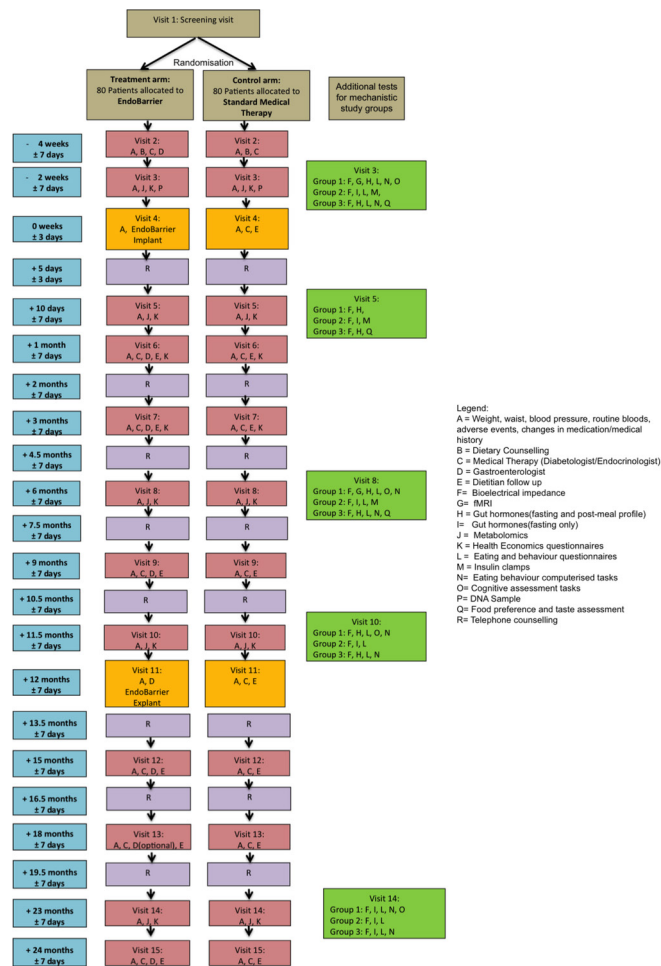 Visit 1: Screening visit
Randomisation
Treatment arm:
80 Patients allocated to
EndoBarrier
Control arm:
80 Patients allocated to
Standard Medical
Therapy
Additional tests
for mechanistic
study groups
- 4 weeks
± 7 days
Visit 2:
A, B, C, D
Visit 2:
A, B, C
- 2 weeks
± 7 days
Visit 3:
A, J, K, P
Visit 3:
A, J, K, P
Visit 3:
Group 1: F, G, H, L, N, O
Group 2: F, I, L, M,
Group 3: F, H, L, N, Q
0 weeks
± 3 days
Visit 4:
A, EndoBarrier
Implant
Visit 4:
A, C, E
+ 5 days
± 3 days
R
R
+ 10 days
± 7 days
Visit 5:
A, J, K
Visit 5:
A, J, K
Visit 5:
Group 1: F, H,
Group 2: F, I, M
Group 3: F, H, Q
+ 1 month
± 7 days
Visit 6:
A, C, D, E, K
Visit 6:
A, C, E, K
+ 2 months
± 7 days
R
R
+ 3 months
± 7 days
Visit 7:
A, C, D, E, K
Visit 7:
A, C, E, K
+ 4.5 months
± 7 days
R
R
+ 6 months
± 7 days
Visit 8:
A, J, K
Visit 8:
A, J, K
Visit 8:
Group 1: F, G, H, L, O, N
Group 2: F, I, L, M
Group 3: F, H, L, N, Q
+ 7.5 months
± 7 days
R
R
+ 9 months
± 7 days
Visit 9:
A, C, D, E
Visit 9:
A, C, E
+ 10.5 months
± 7 days
R
R
+ 11.5 months
± 7 days
Visit 10:
A, J, K
Visit 10:
A, J, K
Visit 10:
Group 1: F, H, L, O, N
Group 2: F, I, L
Group 3: F, H, L, N
+ 12 months
± 7 days
Visit 11:
A, D
EndoBarrier
Explant
Visit 11:
A, C, E
+ 13.5 months
± 7 days
R
R
+ 15 months
± 7 days
Visit 12:
A, C, D, E
Visit 12:
A, C, E
+ 16.5 months
± 7 days
R
R
+ 18 months
± 7 days
Visit 13:
A, C, D(optional), E
Visit 13:
A, C, E
+ 19.5 months
± 7 days
R
R
+ 23 months
± 7 days
Visit 14:
A, J, K
Visit 14:
A, J, K
Visit 14:
Group 1: F, I, L, N, O
Group 2: F, I, L
Group 3: F, I, L, N
+ 24 months
± 7 days
Visit 15:
A, C, D, E
Visit 15:
A, C, E
Legend:
A = Weight, waist, blood pressure, routine bloods,
adverse events, changes in medication/medical
history
B = Dietary Counselling
C = Medical Therapy (Diabetologist/Endocrinologist)
D = Gastroenterologist
E = Dietitian follow up
F= Bioelectrical impedance
G= fMRI
H = Gut hormones(fasting and post-meal profile)
I= Gut hormones(fasting only)
J = Metabolomics
K = Health Economics questionnaires
L = Eating and behaviour questionnaires
M = Insulin clamps
N= Eating behaviour computerised tasks
O= Cognitive assessment tasks
P= DNA Sample
Q= Food preference and taste assessment
R= Telephone counselling